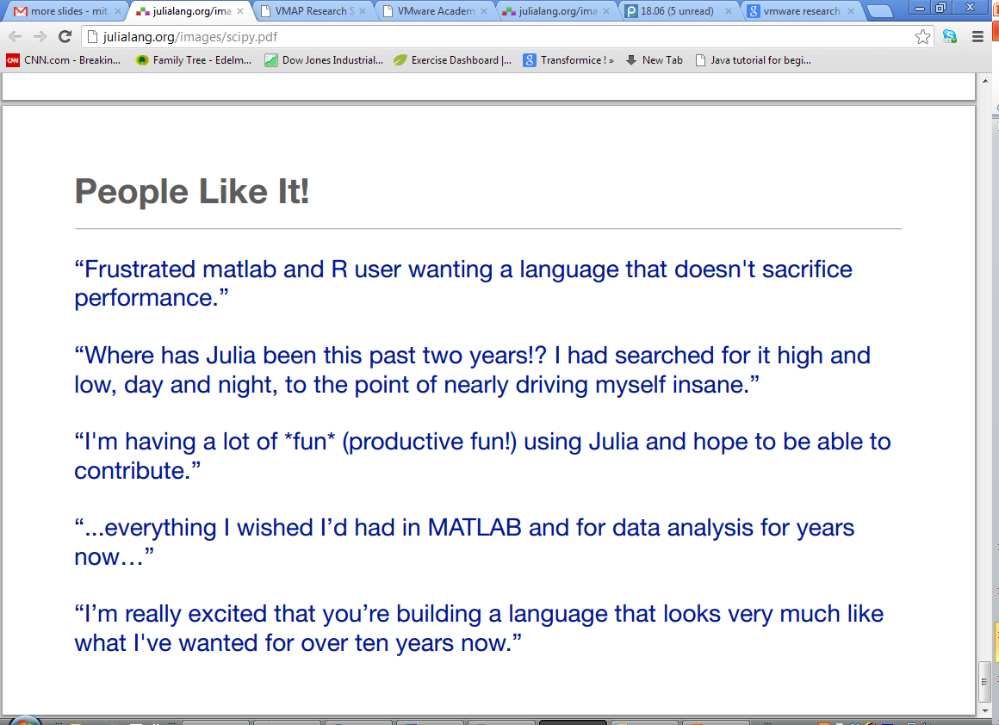 more slides - mit.
julialang.org/ima
VMAP Research S
VMware Academ
julialang.org/ima
18.06 (5 unread)
vmware research
julialang.org/images/scipy.pdf
CNN.com - Breakin...
Family Tree - Edelm...
Dow Jones Industrial...
Exercise Dashboard |...
Transformice ! »
New Tab
Java tutorial for begi...
People Like It!
“Frustrated matlab and R user wanting a language that doesn't sacrifice
performance.”
“Where has Julia been this past two years!? I had searched for it high and
low, day and night, to the point of nearly driving myself insane.”
“I'm having a lot of *fun* (productive fun!) using Julia and hope to be able to
contribute.”
“...everything I wished I’d had in MATLAB and for data analysis for years
now…”
“I’m really excited that you’re building a language that looks very much like
what I've wanted for over ten years now.”